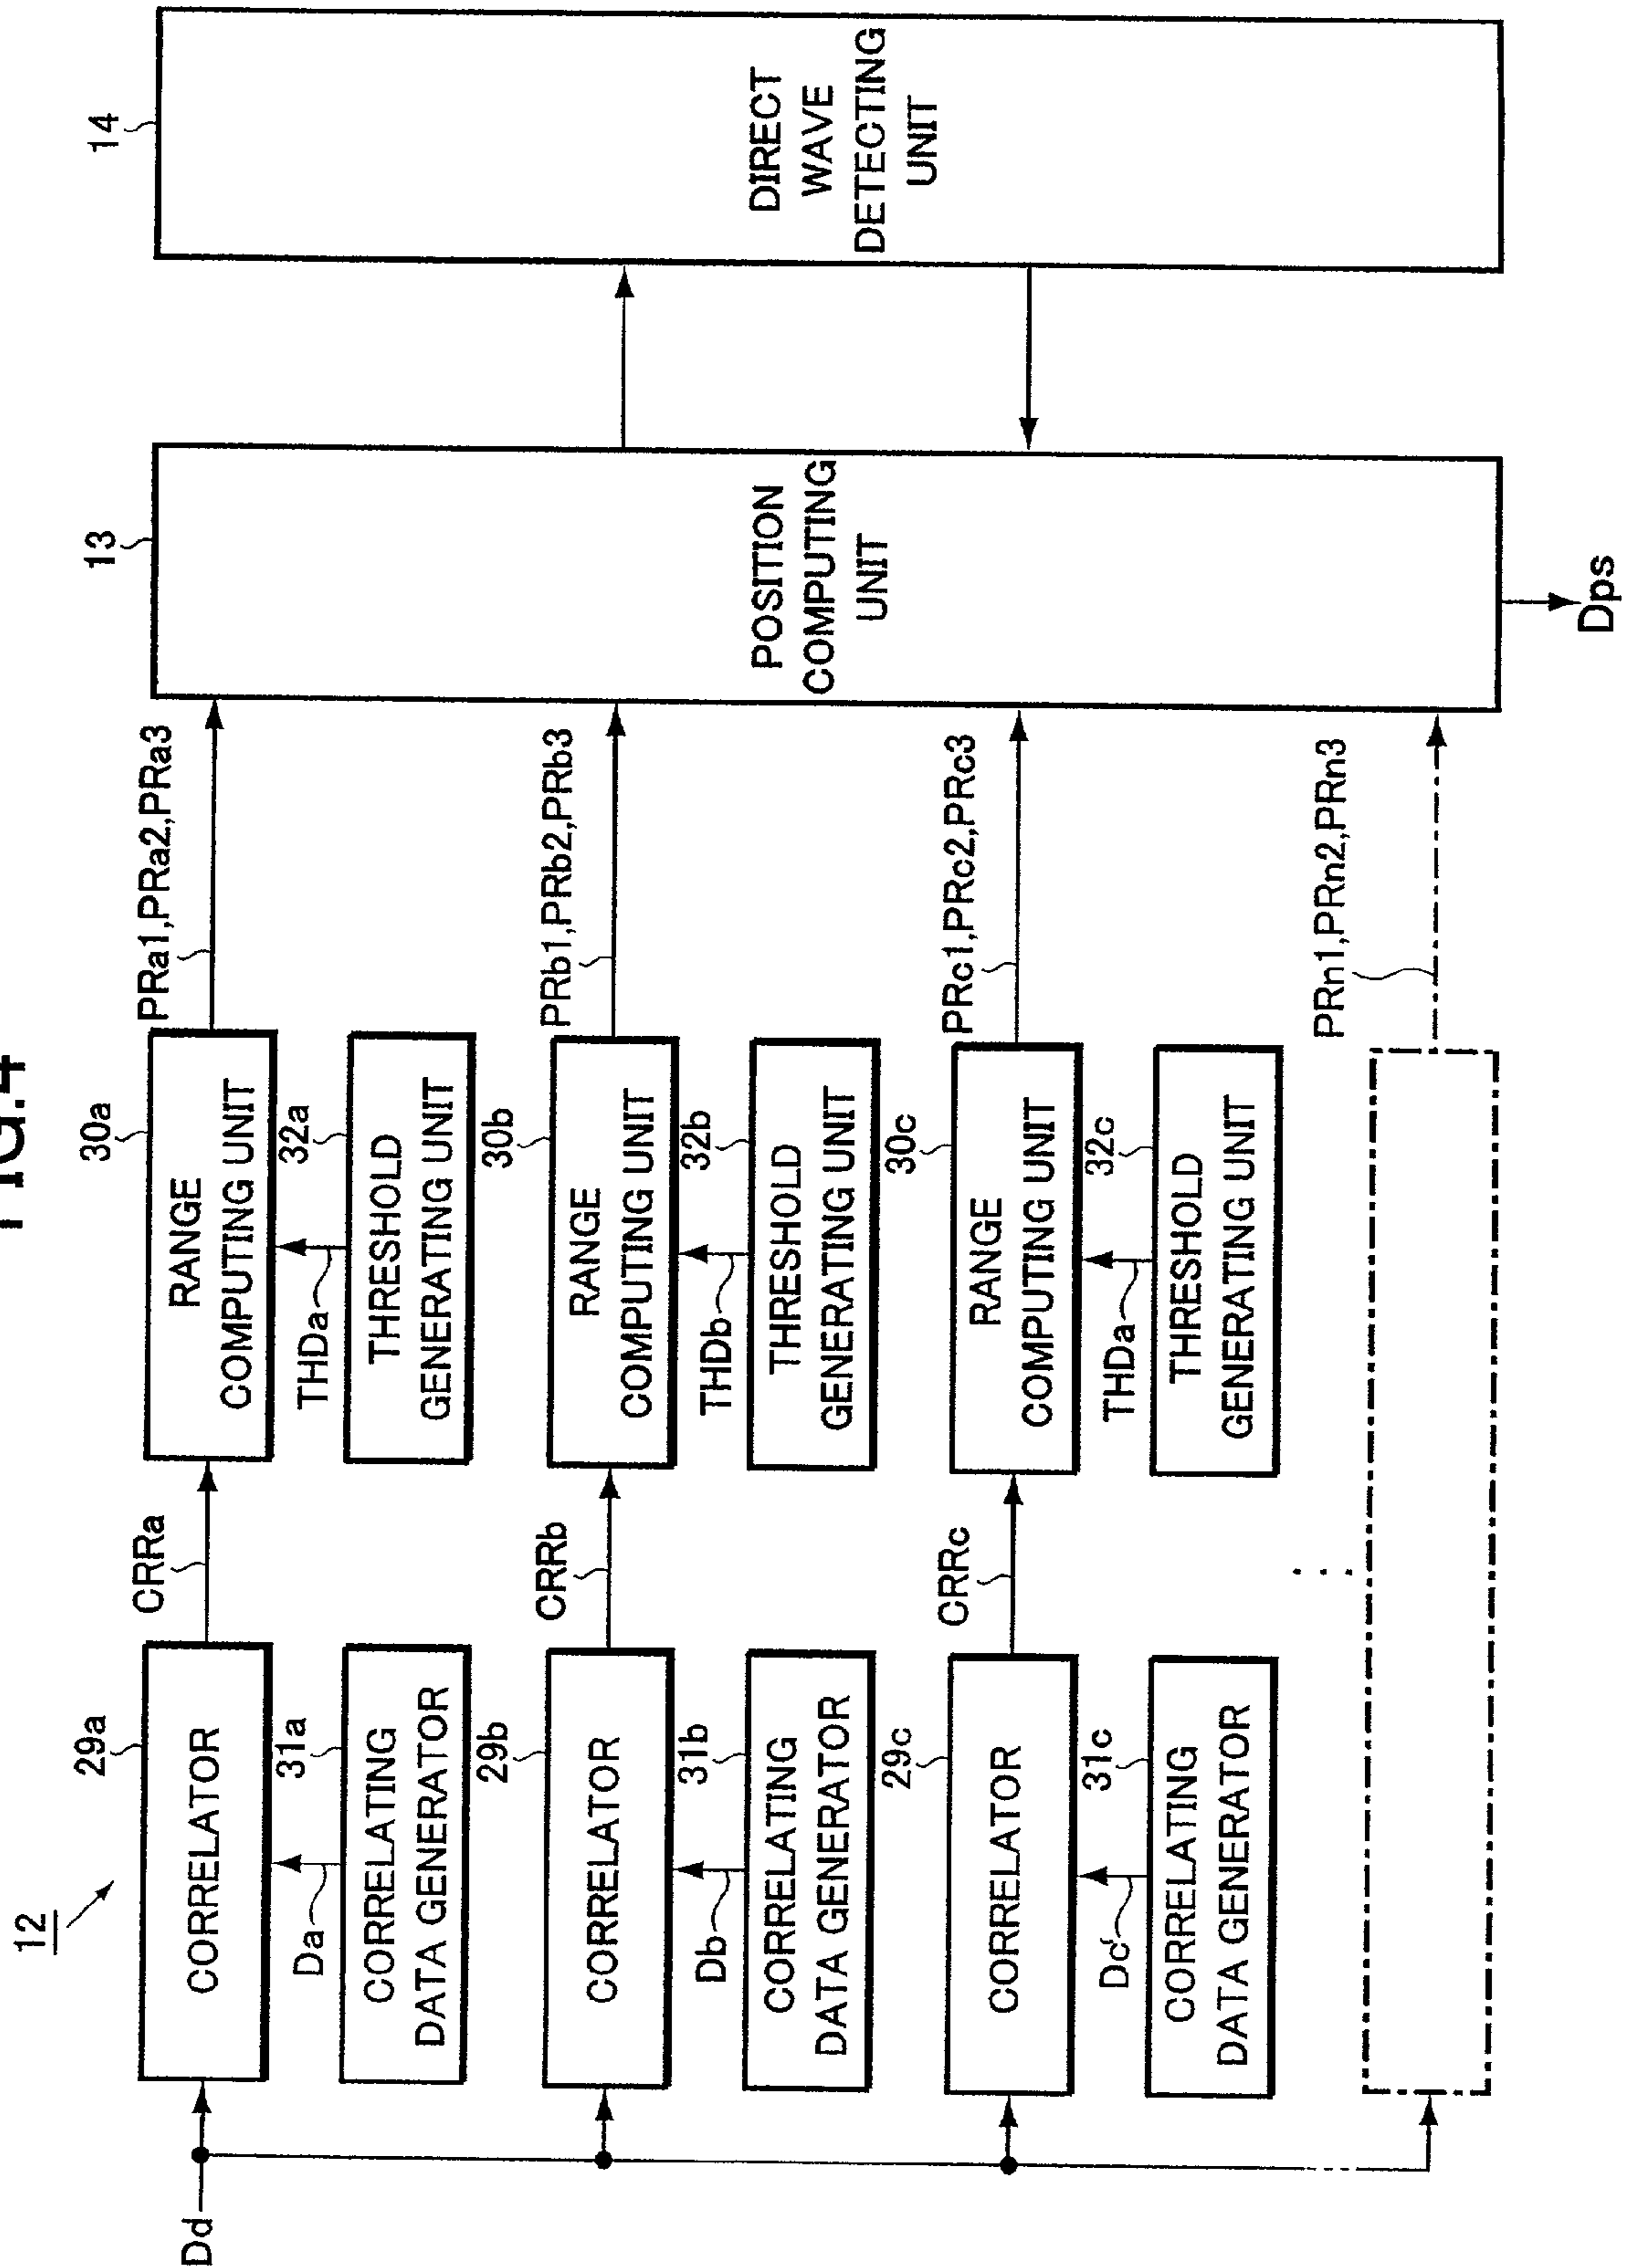 FIG.4
12
Dd
29a
CORRELATOR
CRRa
30a
RANGE
COMPUTING UNIT
PRa1,PRa2,PRa3
Da
31a
CORRELATING
DATA GENERATOR
THDa
32a
THRESHOLD
GENERATING UNIT
29b
CORRELATOR
CRRb
30b
RANGE
COMPUTING UNIT
PRb1,PRb2,PRb3
Db
31b
CORRELATING
DATA GENERATOR
THDb
32b
THRESHOLD
GENERATING UNIT
29c
CORRELATOR
CRRc
30c
RANGE
COMPUTING UNIT
PRc1,PRc2,PRc3
Dc
31c
CORRELATING
DATA GENERATOR
THDa
32c
THRESHOLD
GENERATING UNIT
PRn1,PRn2,PRn3
13
POSITION
COMPUTING
UNIT
Dps
14
DIRECT
WAVE
DETECTING
UNIT